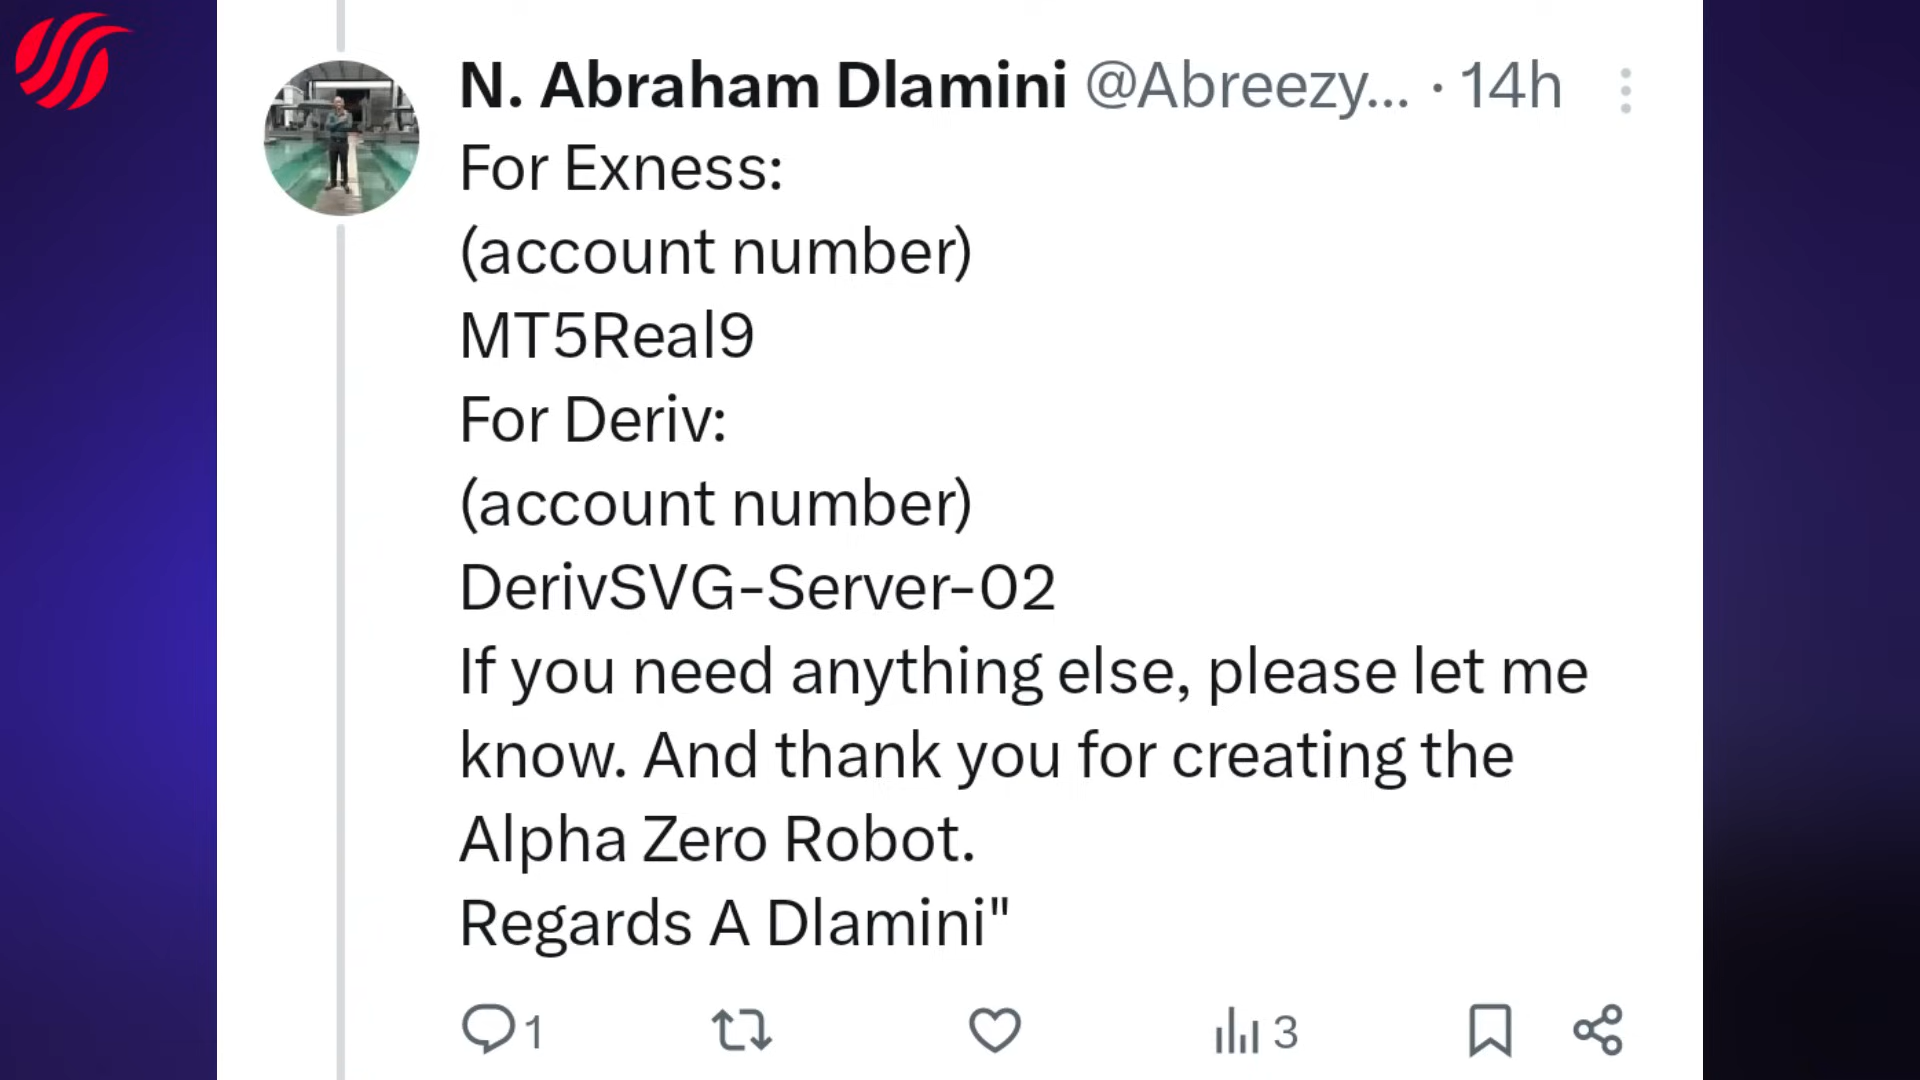 N. Abraham Dlamini @Abreezy... · 14h
For Exness:
(account number)
MT5Real9
For Deriv:
(account number)
DerivSVG-Server-02
If you need anything else, please let me
know. And thank you for creating the
Alpha Zero Robot.
Regards A Dlamini"
1 3